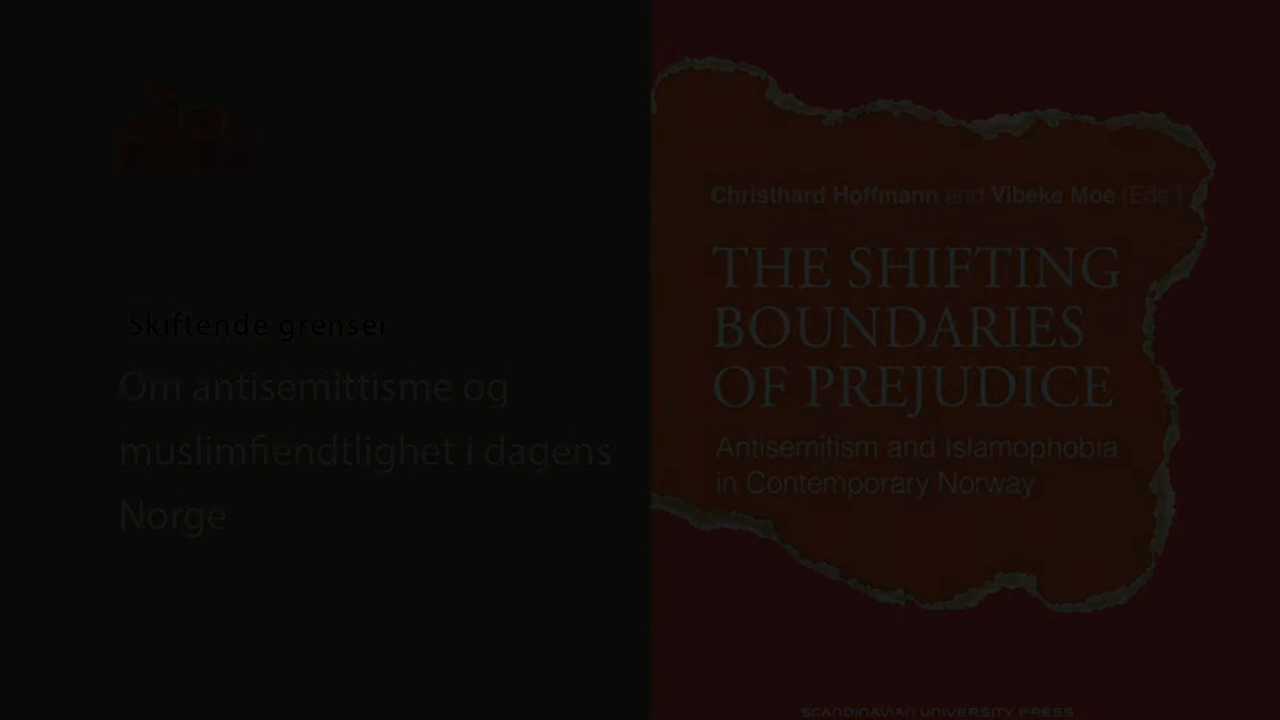 Skiftende grenser
Om antisemittisme og
muslimfiendtlighet i dagens
Norge
Christhard Hoffmann and Vibeke Moe (Eds.)
THE SHIFTING
BOUNDARIES
OF PREJUDICE
Antisemitism and Islamophobia
in Contemporary Norway
SCANDINAVIAN UNIVERSITY PRESS